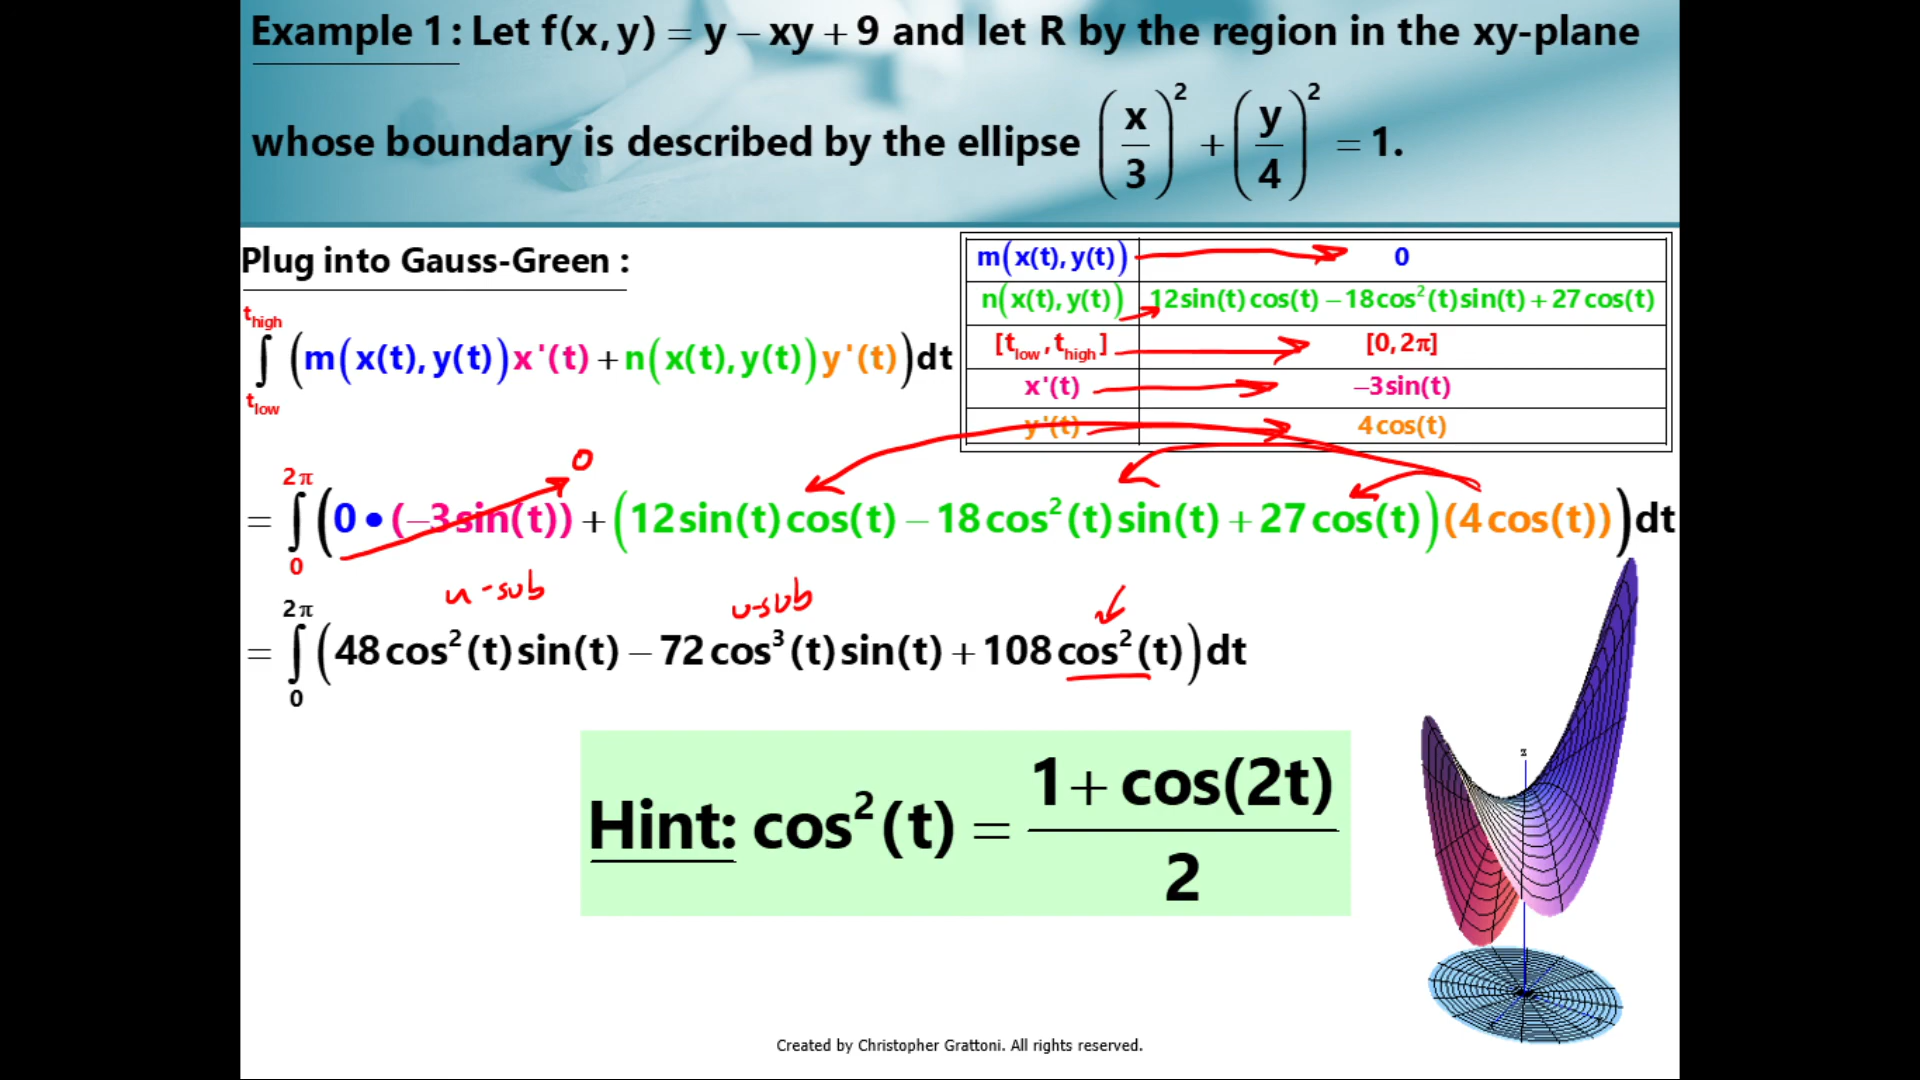 Example 1: Let f(x,y) = y − xy + 9 and let R by the region in the xy-plane
whose boundary is described by the ellipse (x/3)² + (y/4)² = 1.
Plug into Gauss-Green :
∫ t_low t_high (m(x(t),y(t))x'(t) + n(x(t),y(t))y'(t))dt
m(x(t),y(t)) 0
n(x(t),y(t)) 12sin(t)cos(t) − 18cos²(t)sin(t) + 27cos(t)
[t_low, t_high] [0,2π]
x'(t) −3sin(t)
y'(t) 4cos(t)
0
= ∫ 0 2π (0•(−3sin(t)) + (12sin(t)cos(t) − 18cos²(t)sin(t) + 27cos(t))(4cos(t)))dt
u-sub u-sub
= ∫ 0 2π (48cos²(t)sin(t) − 72cos³(t)sin(t) + 108cos²(t))dt
Hint: cos²(t) = (1 + cos(2t))/2
z
Created by Christopher Grattoni. All rights reserved.